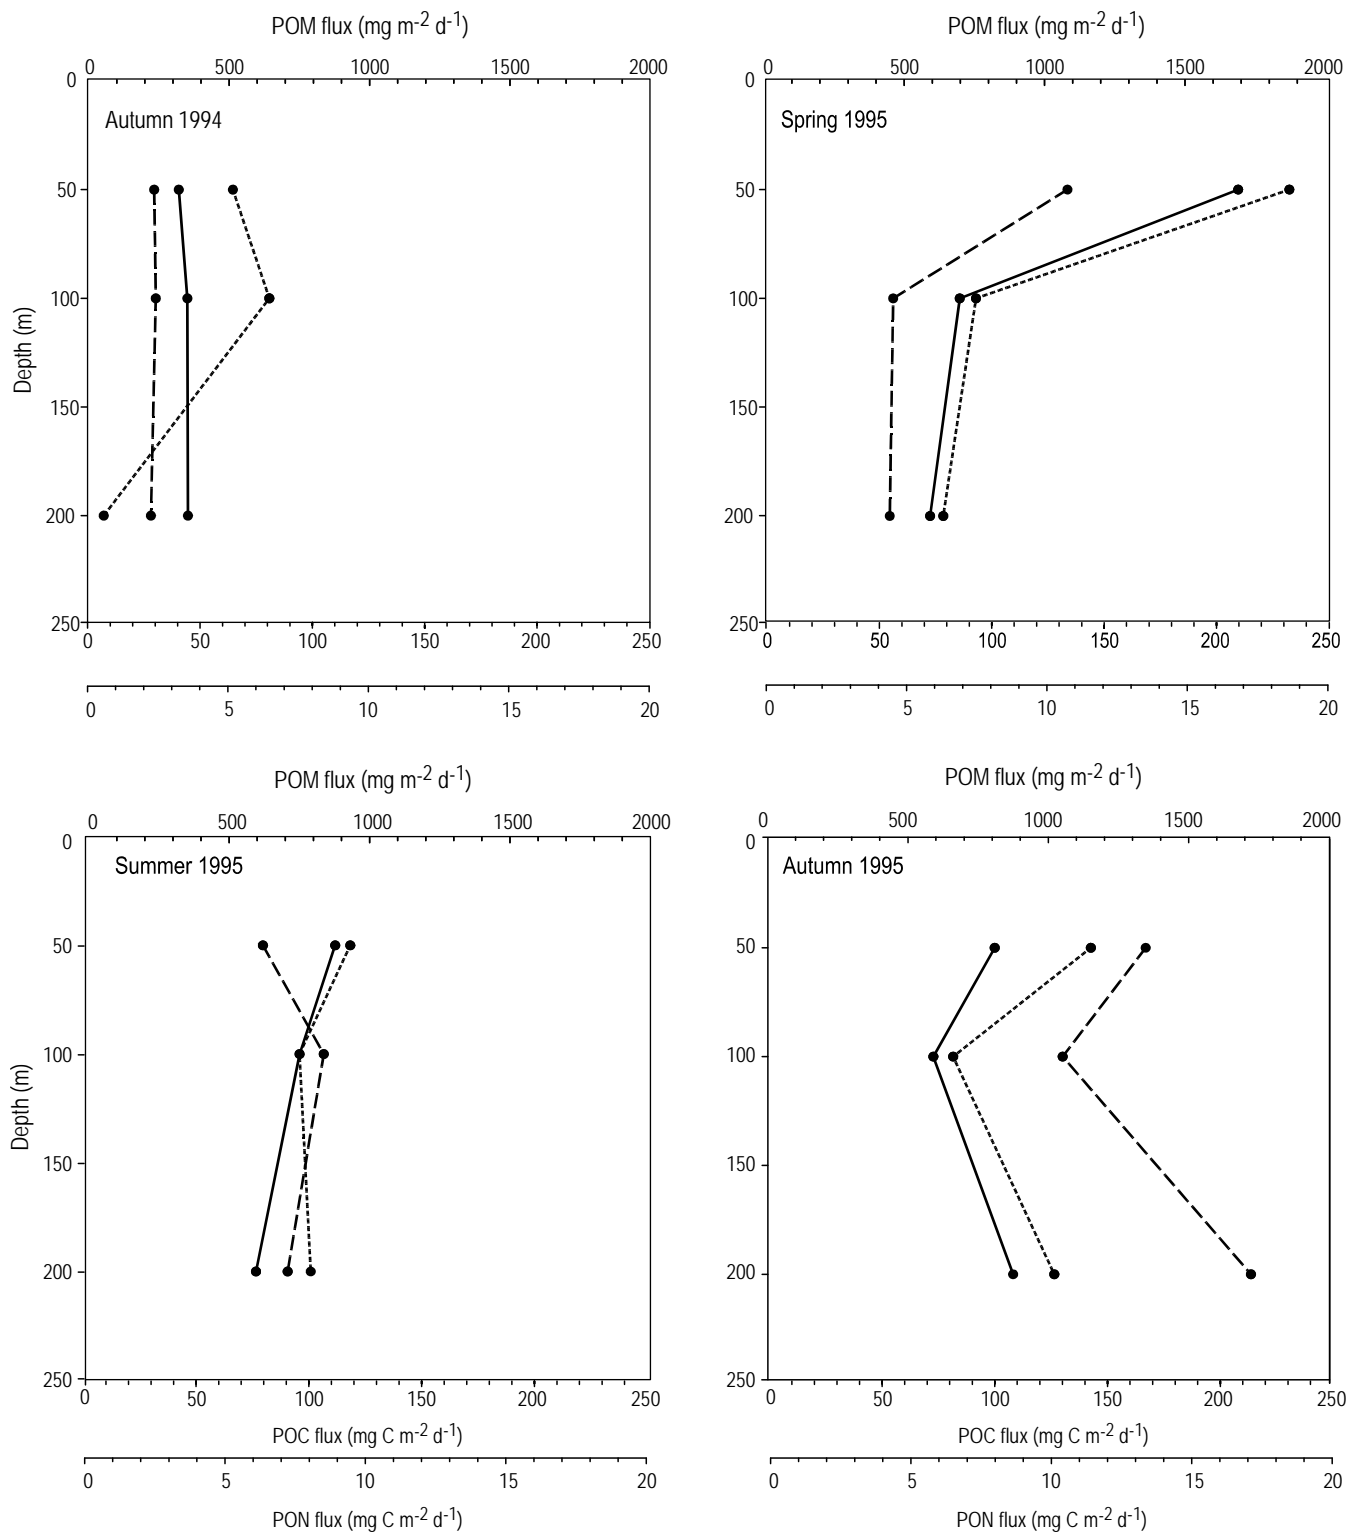 POM flux (mg m-2 d-1)
0 500 1000 1500 2000
0
Autumn 1994
50
100
150
200
250
Depth (m)
0 50 100 150 200 250
0 5 10 15 20
POM flux (mg m-2 d-1)
0 500 1000 1500 2000
0
Spring 1995
50
100
150
200
250
0 50 100 150 200 250
0 5 10 15 20
POM flux (mg m-2 d-1)
0 500 1000 1500 2000
0
Summer 1995
50
100
150
200
250
Depth (m)
0 50 100 150 200 250
POC flux (mg C m-2 d-1)
0 5 10 15 20
PON flux (mg C m-2 d-1)
POM flux (mg m-2 d-1)
0 500 1000 1500 2000
0
Autumn 1995
50
100
150
200
250
0 50 100 150 200 250
POC flux (mg C m-2 d-1)
0 5 10 15 20
PON flux (mg C m-2 d-1)